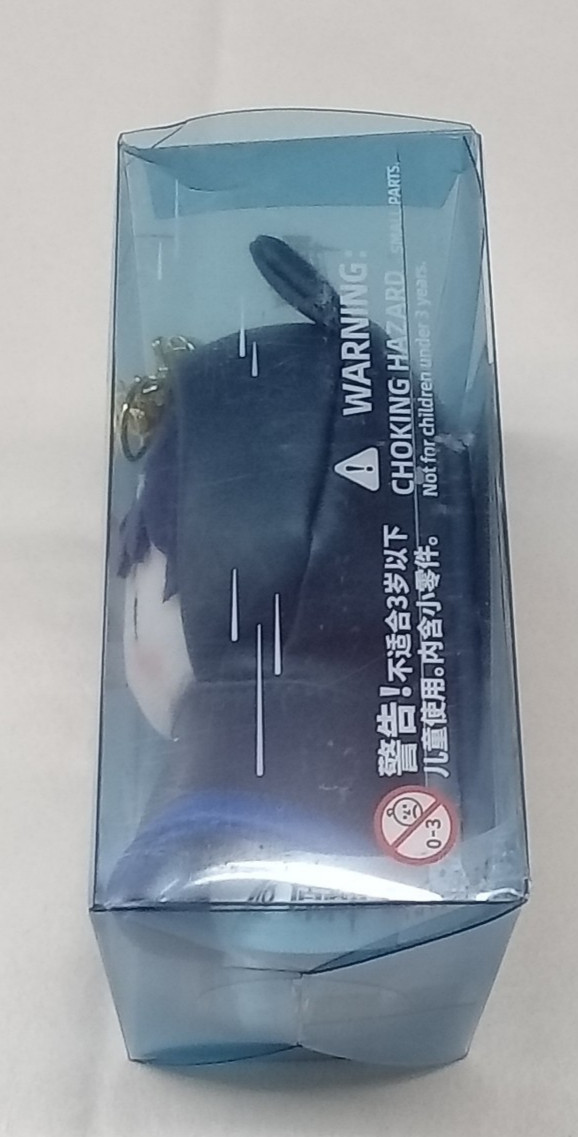 警告！不适合3岁以下
儿童使用。内含小零件。
WARNING:
CHOKING HAZARD SMALL PARTS.
Not for children under 3 years.
0-3